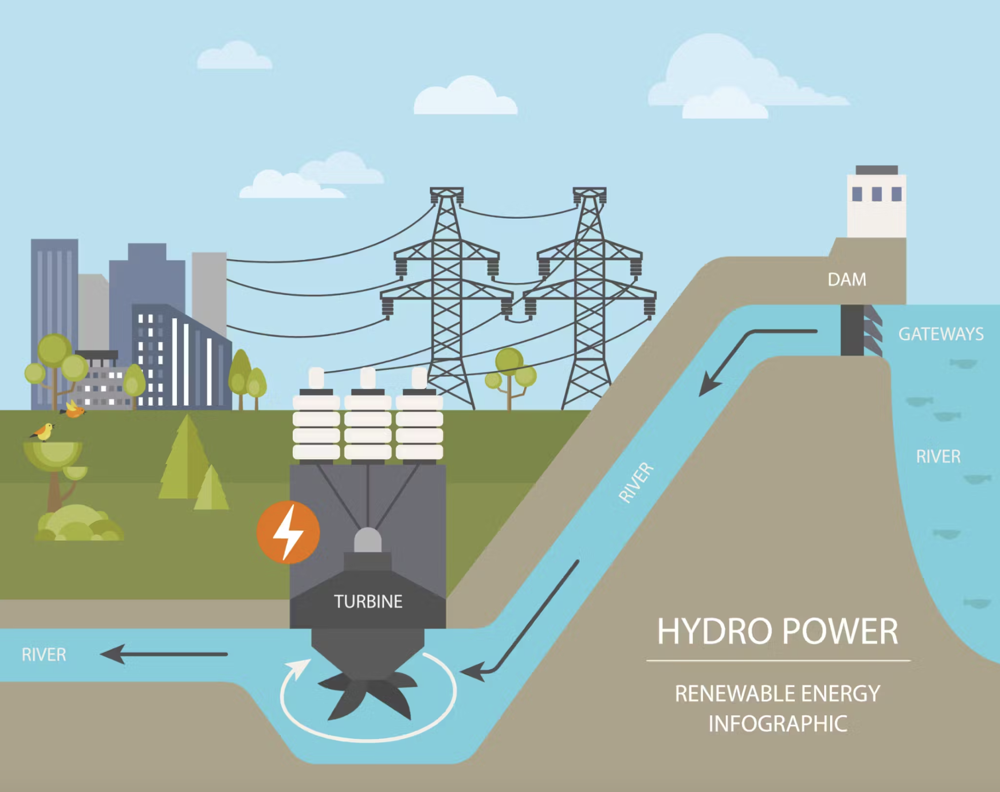 DAM
GATEWAYS
RIVER
RIVER
TURBINE
RIVER
HYDRO POWER
RENEWABLE ENERGY
INFOGRAPHIC